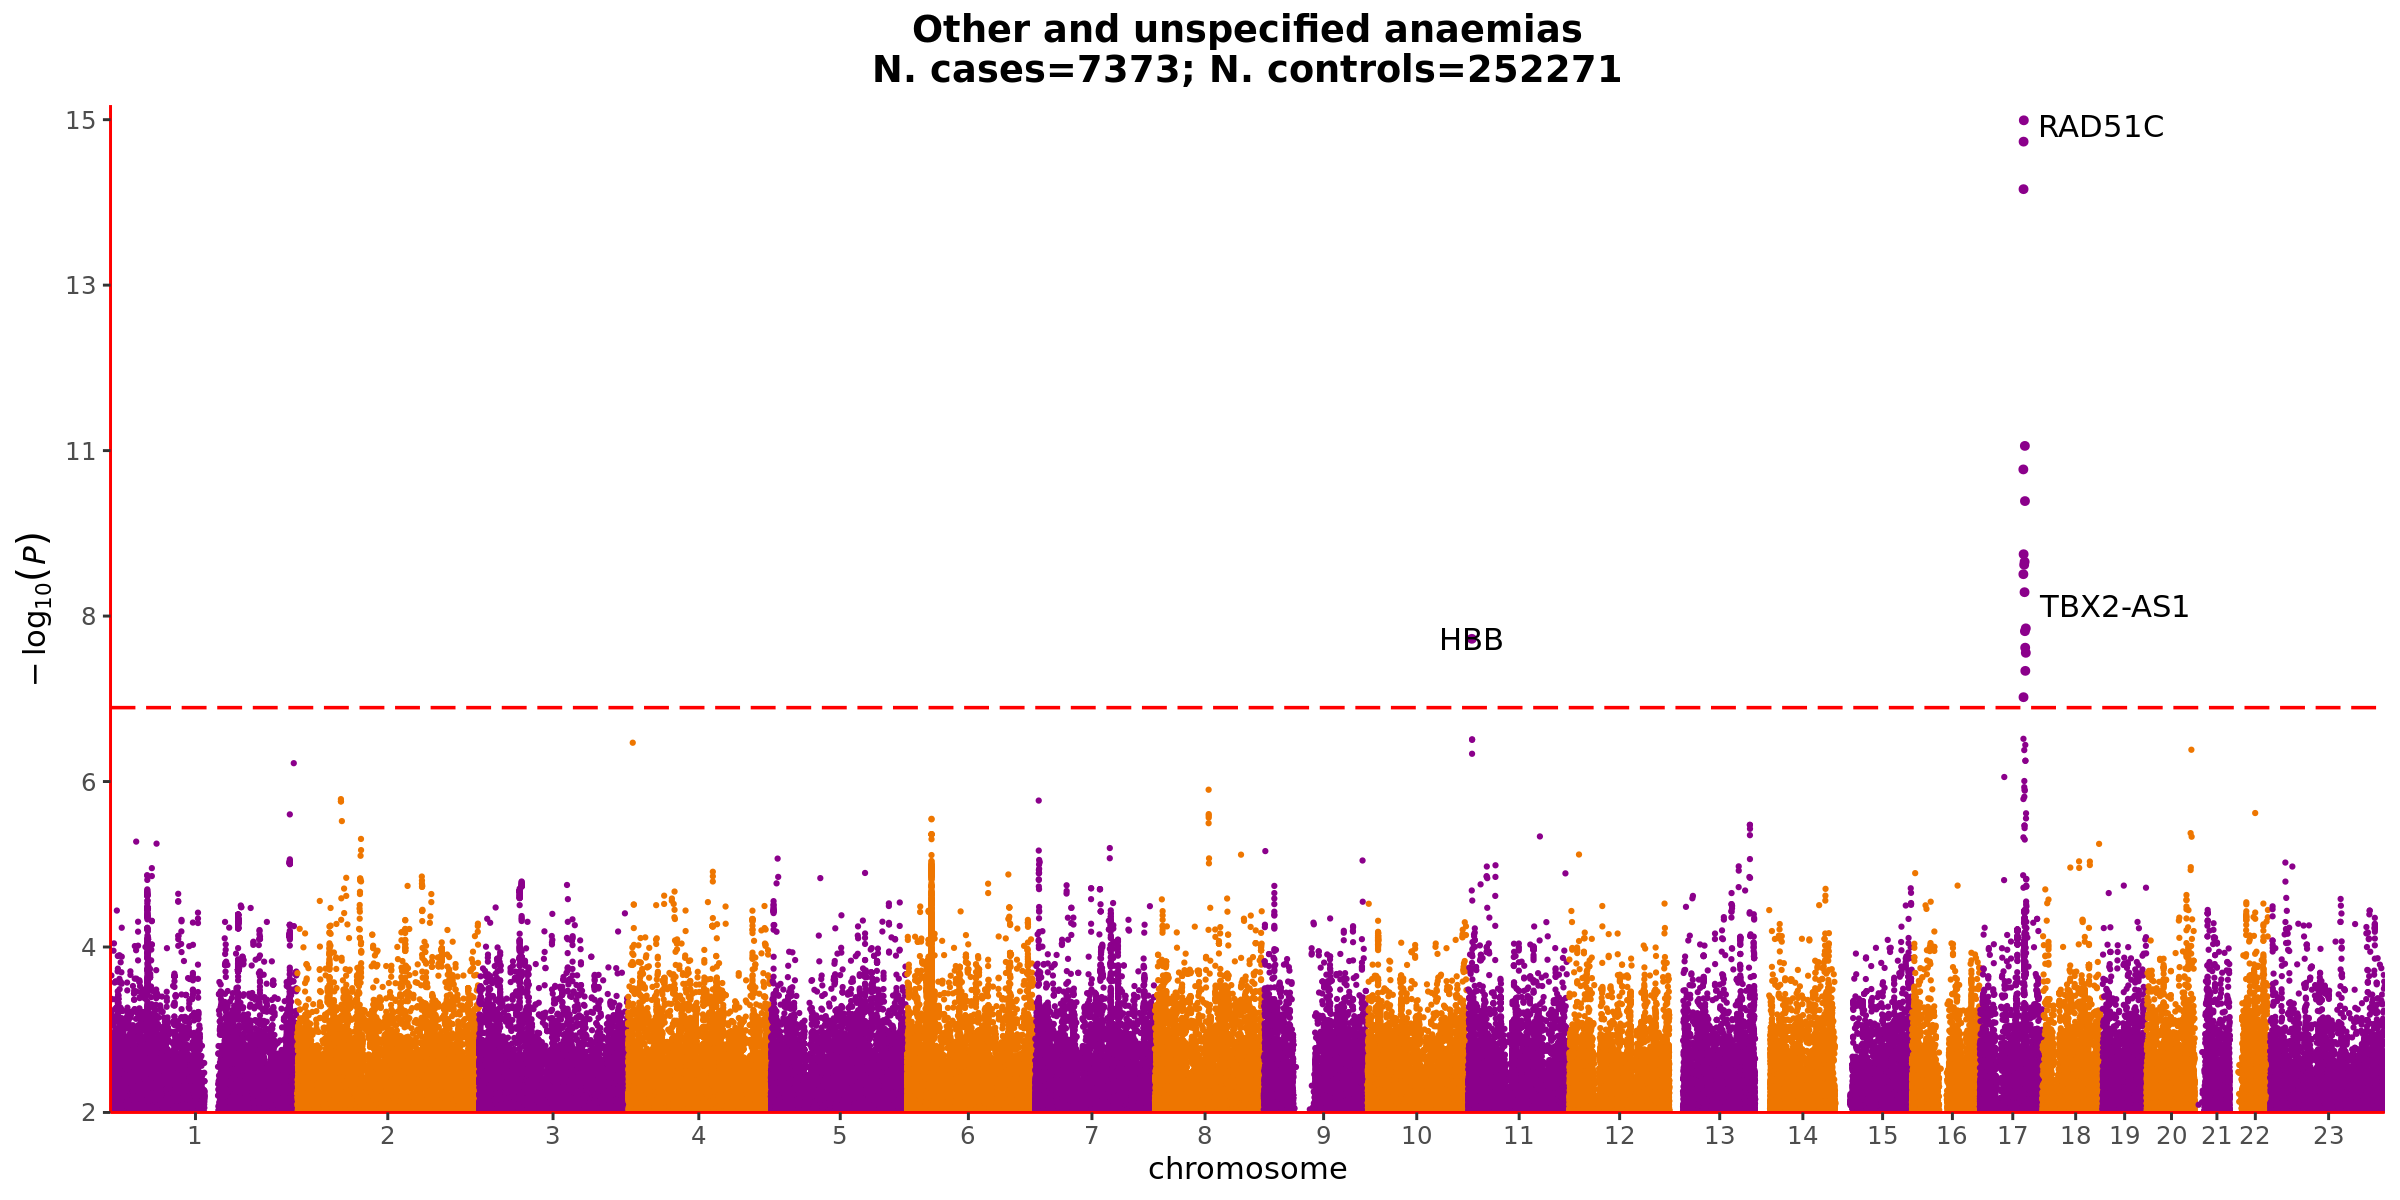 Other and unspecified anaemias
N. cases=7373; N. controls=252271
15
13
11
8
6
4
2
− log10(P)
RAD51C
TBX2-AS1
HBB
1 2 3 4 5 6 7 8 9 10 11 12 13 14 15 16 17 18 19 20 21 22 23
chromosome